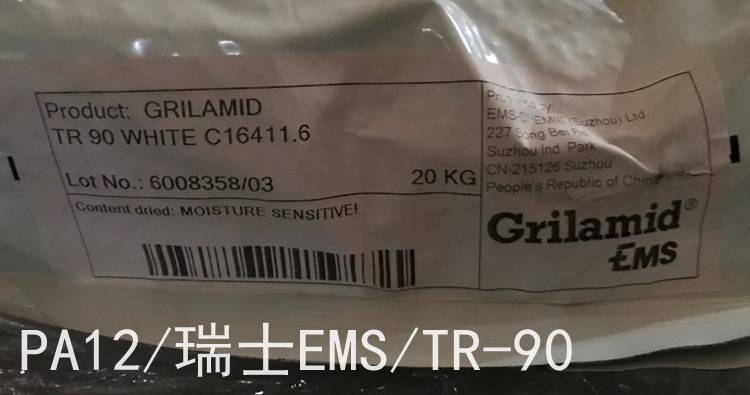 Product: GRILAMID
TR 90 WHITE C16411.6
Lot No.: 6008358/03
20 KG
Content dried: MOISTURE SENSITIVE!
by:
EMS-CHEMIE (Suzhou) Ltd.
227 Song Bei Rd.
Suzhou Ind. Park
CN-215126 Suzhou
People's Republic of China
Grilamid®
EMS
PA12/瑞士EMS/TR-90